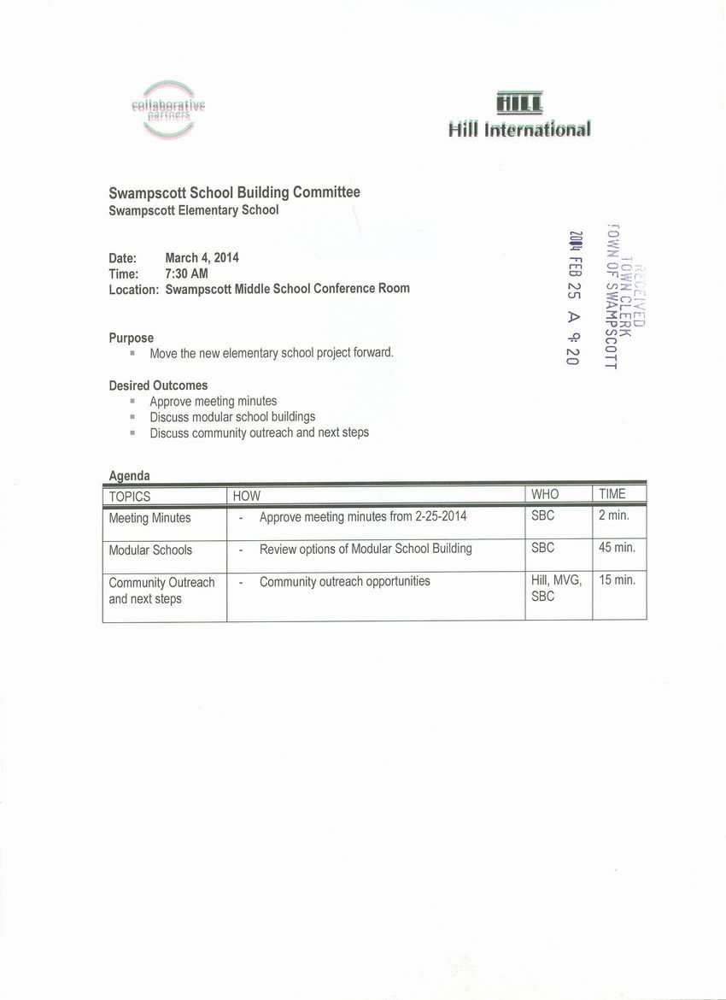 collaborative
partners
HILL
Hill International
Swampscott School Building Committee
Swampscott Elementary School
Date: March 4, 2014
Time: 7:30 AM
Location: Swampscott Middle School Conference Room
RECEIVED
TOWN CLERK
TOWN OF SWAMPSCOTT
2014 FEB 25 A 9:20
Purpose
▪ Move the new elementary school project forward.
Desired Outcomes
▪ Approve meeting minutes
▪ Discuss modular school buildings
▪ Discuss community outreach and next steps
Agenda
TOPICS HOW WHO TIME
Meeting Minutes - Approve meeting minutes from 2-25-2014 SBC 2 min.
Modular Schools - Review options of Modular School Building SBC 45 min.
Community Outreach - Community outreach opportunities Hill, MVG, 15 min.
and next steps SBC